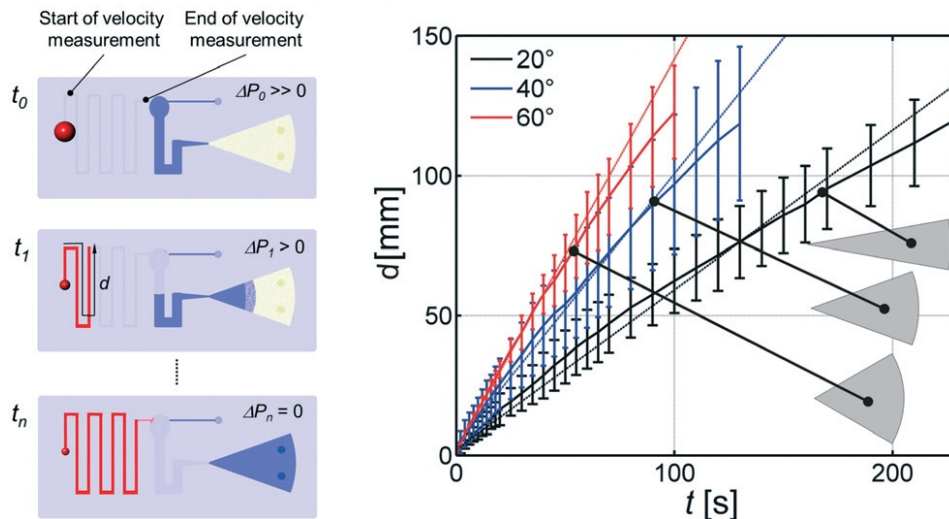 Start of velocity measurement
End of velocity measurement
t0
ΔP0 >> 0
t1
d
ΔP1 > 0
tn
ΔPn = 0
150
100
50
0
d [mm]
20°
40°
60°
0
100
200
t [s]